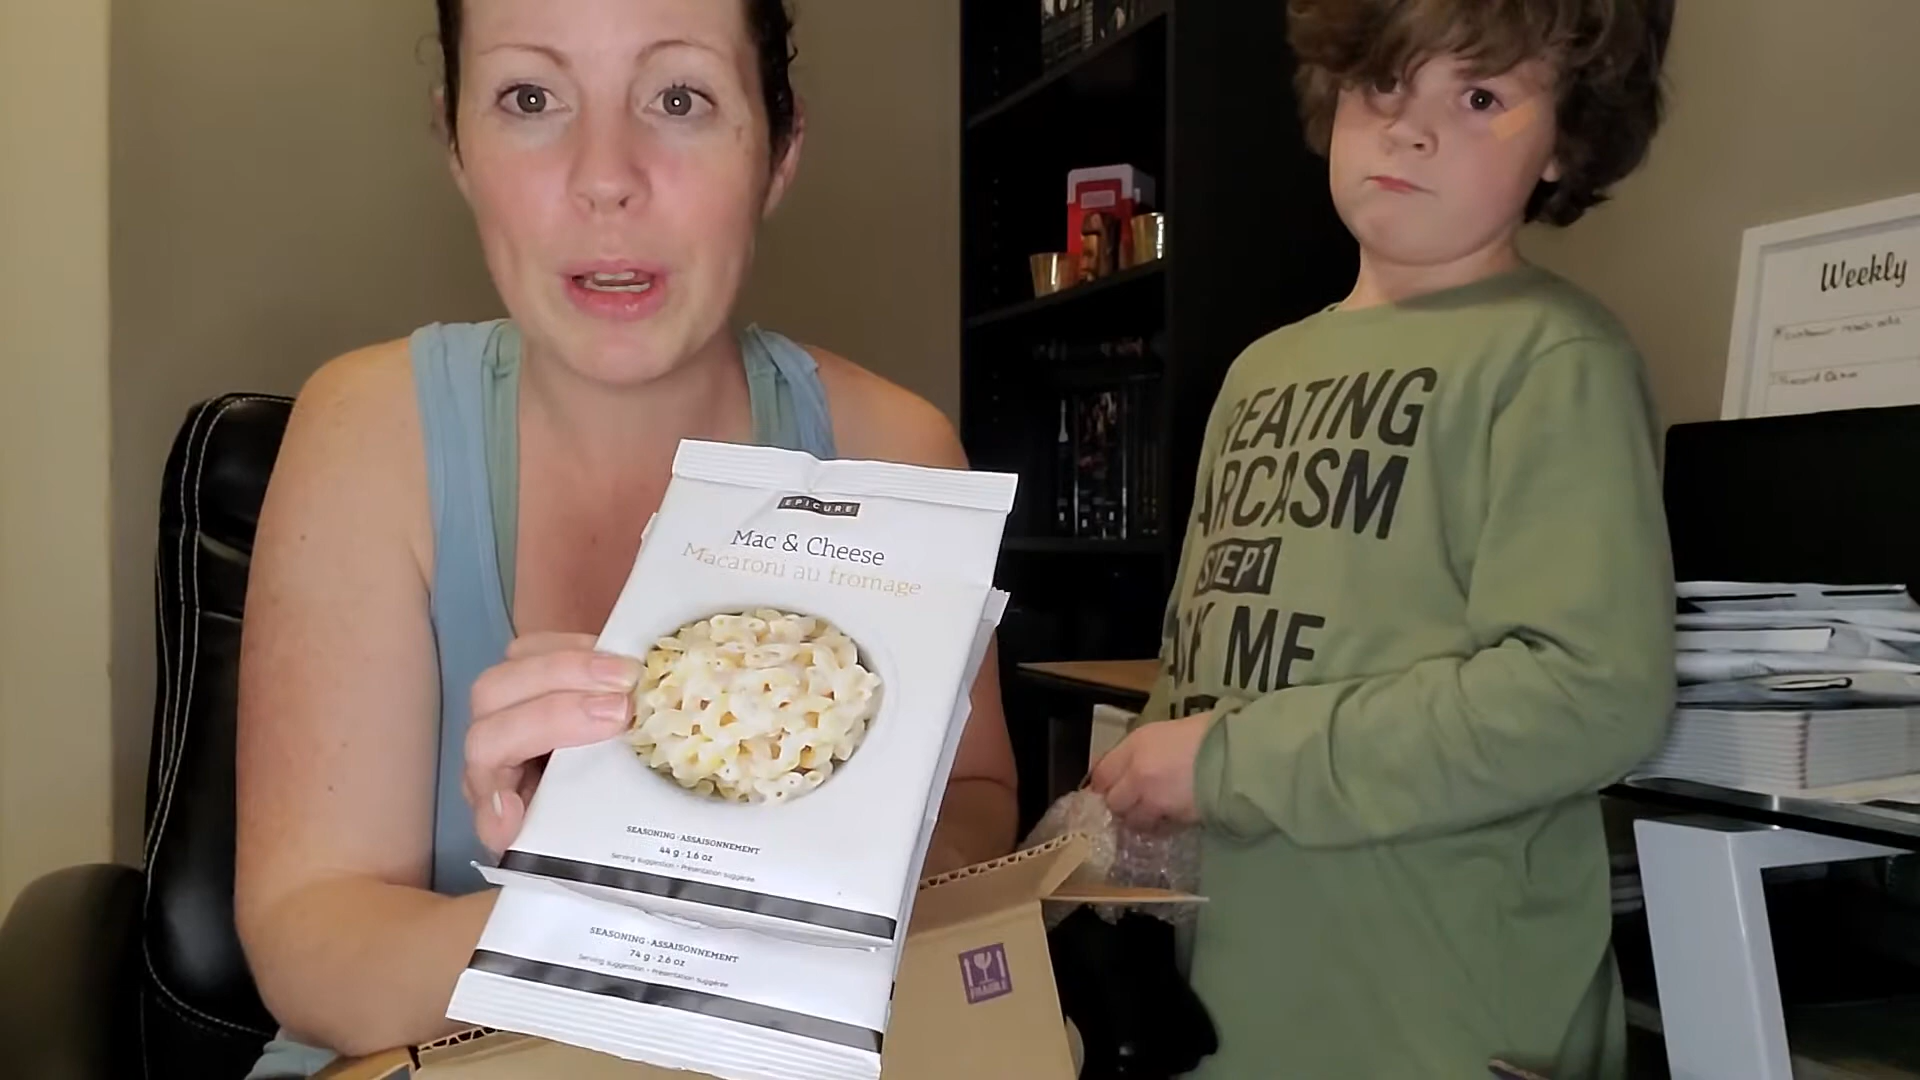 EPICURE
Mac & Cheese
Macaroni au fromage
SEASONING · ASSAISONNEMENT
44 g · 1.6 oz
Serving suggestion · Présentation suggérée
SEASONING · ASSAISONNEMENT
74 g · 2.6 oz
Serving suggestion · Présentation suggérée
FRAGILE
REATING
ARCASM
STEP1
ME
Weekly